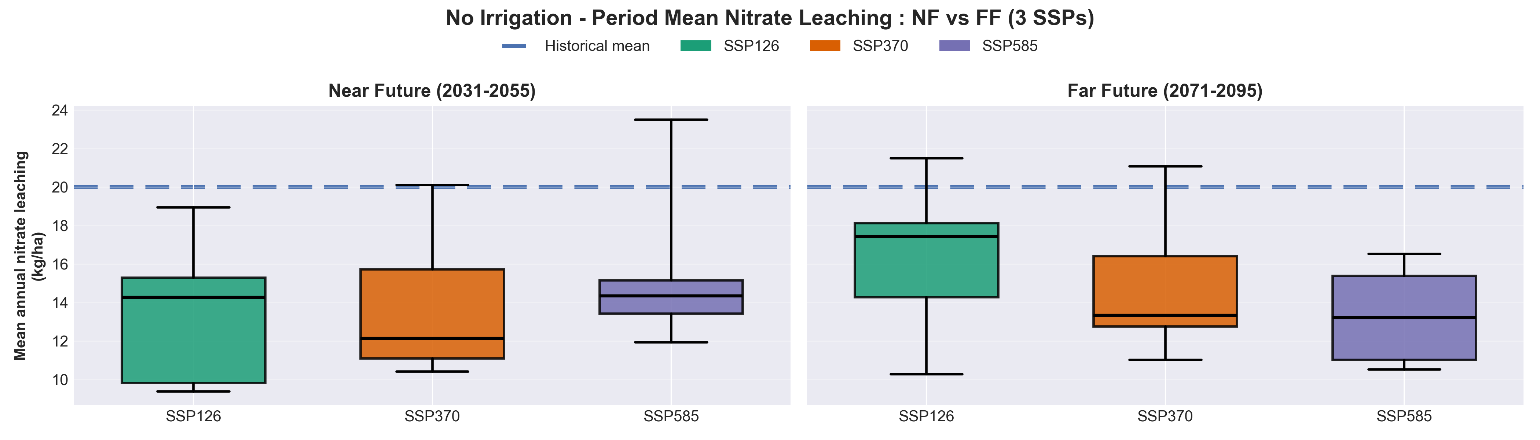 No Irrigation - Period Mean Nitrate Leaching : NF vs FF (3 SSPs)
Historical mean SSP126 SSP370 SSP585
Near Future (2031-2055)
Far Future (2071-2095)
Mean annual nitrate leaching
(kg/ha)
24
22
20
18
16
14
12
10
SSP126 SSP370 SSP585
SSP126 SSP370 SSP585